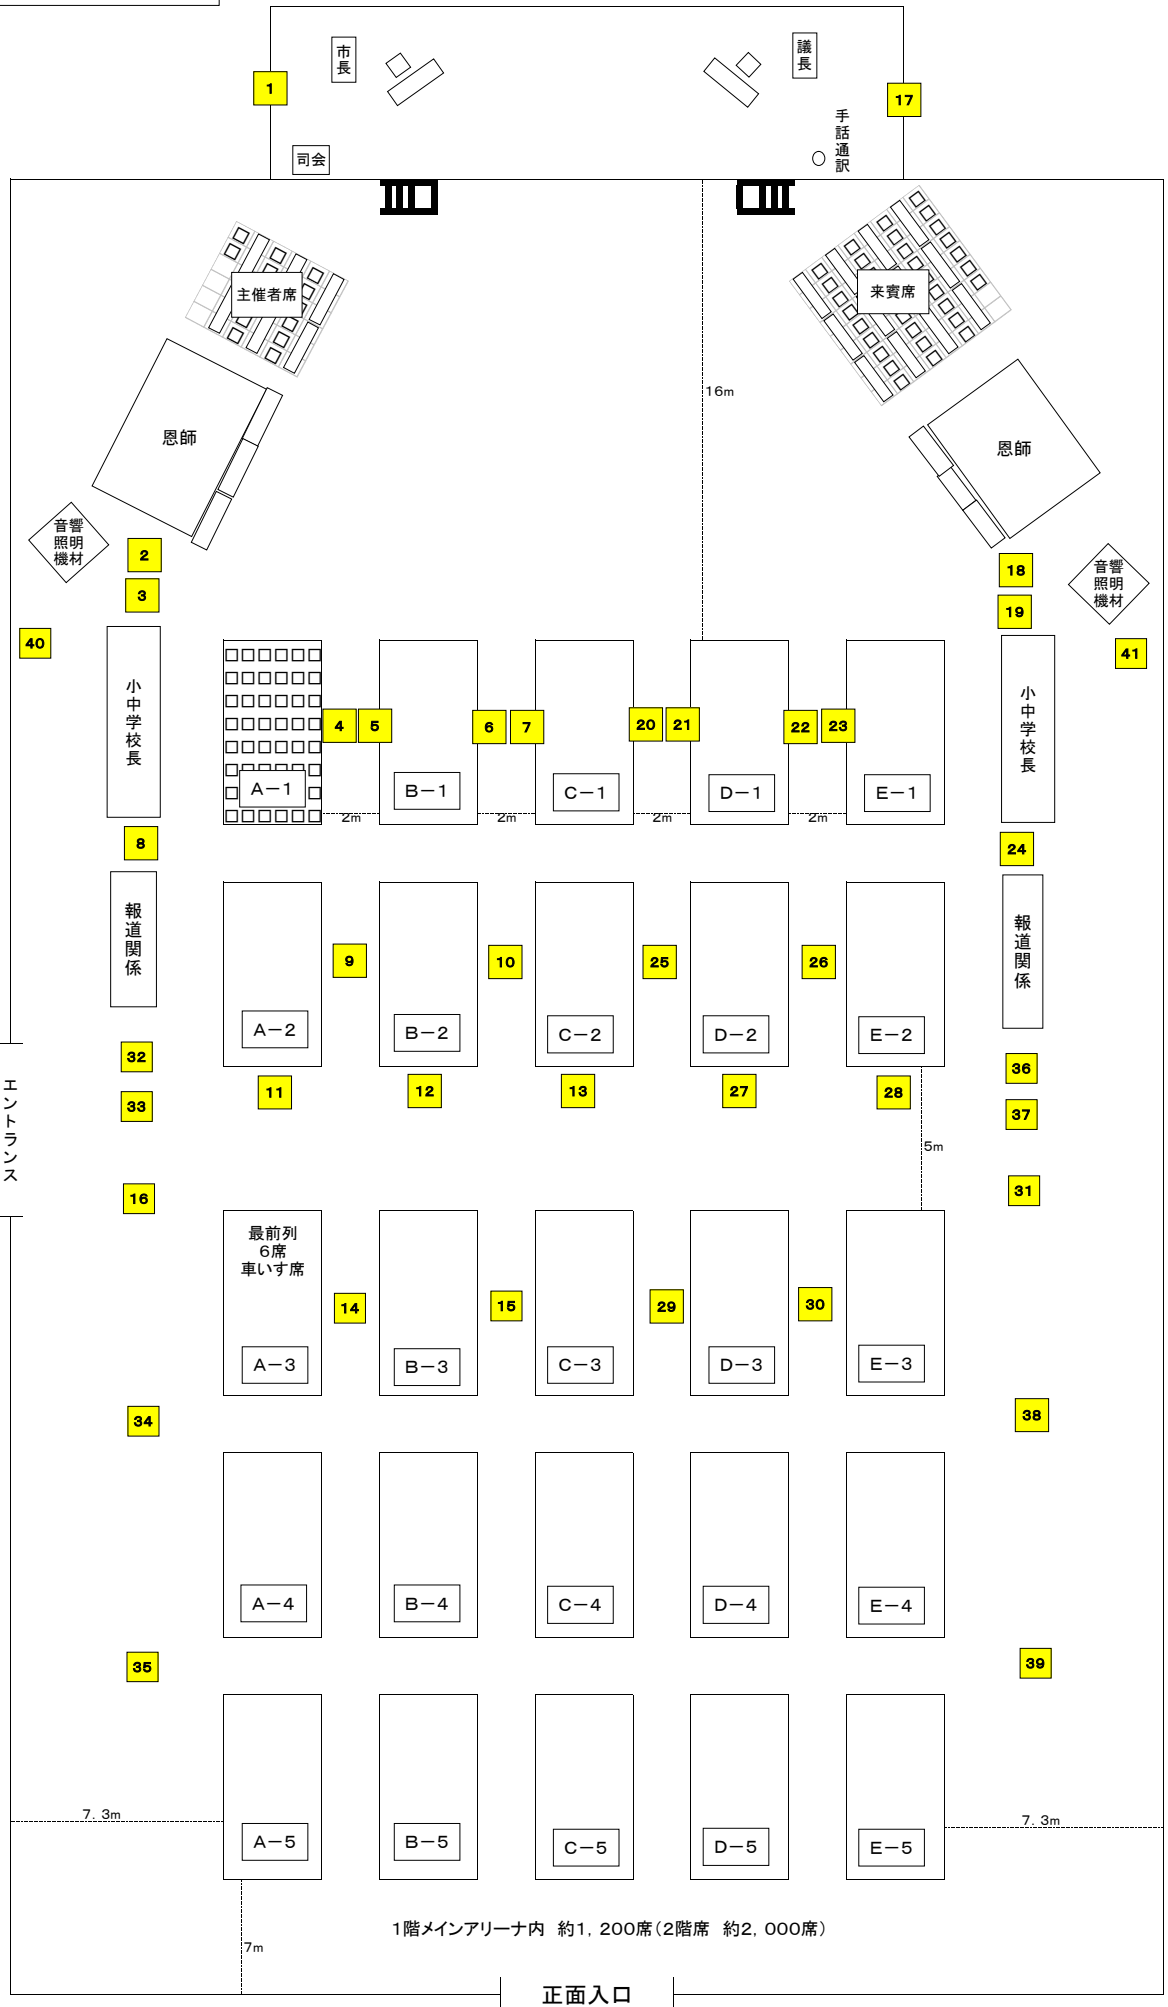 市長
議長
1
17
手話通訳
司会
主催者席
来賓席
16m
恩師
恩師
音響
照明
機材
2
18
音響
照明
機材
3
19
40
41
小中学校長
小中学校長
4
5
6
7
20
21
22
23
A－1
B－1
C－1
D－1
E－1
2m
2m
2m
2m
8
24
報道関係
報道関係
9
10
25
26
A－2
B－2
C－2
D－2
E－2
32
36
11
12
13
27
28
33
37
エントランス
5m
16
31
最前列
6席
車いす席
14
15
29
30
A－3
B－3
C－3
D－3
E－3
34
38
A－4
B－4
C－4
D－4
E－4
35
39
7．3m
7．3m
A－5
B－5
C－5
D－5
E－5
1階メインアリーナ内　約1，200席（2階席　約2，000席）
7m
正面入口